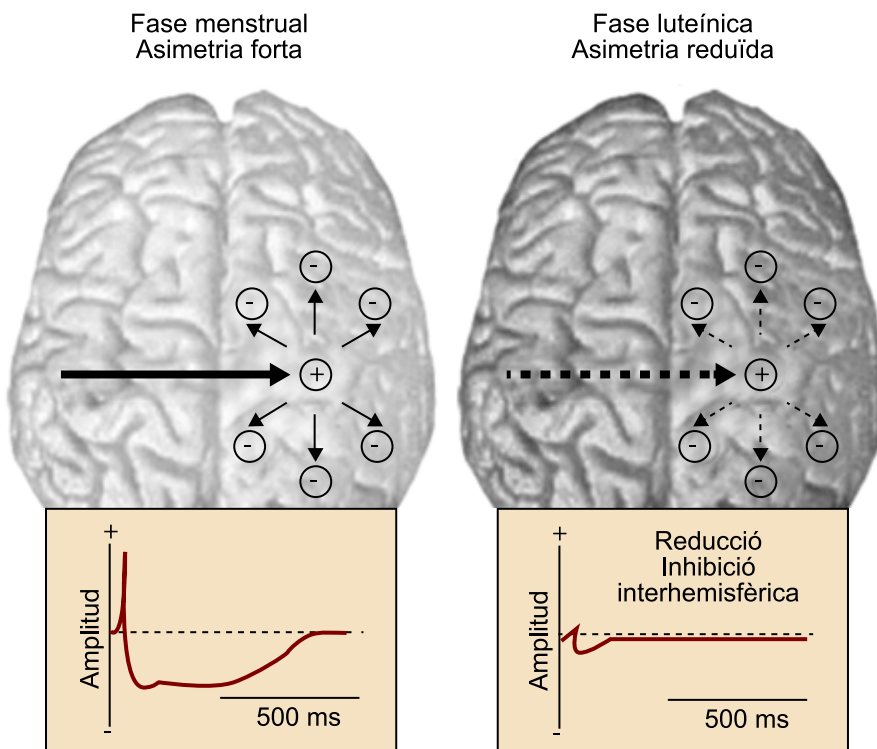 Fase menstrual
Asimetria forta
Fase luteínica
Asimetria reduïda
-
-
-
+
-
-
-
-
-
-
+
-
-
-
+
Amplitud
-
500 ms
+
Amplitud
-
Reducció
Inhibició
interhemisfèrica
500 ms